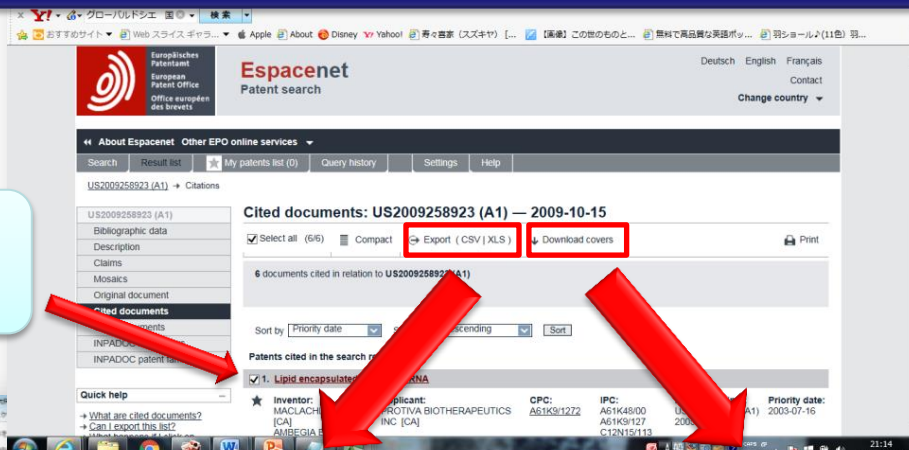 x Y! グローバルドシエ 国 検索
おすすめサイト Web スライス ギャラ... Apple About Disney Yahoo! 寿々喜家（スズキヤ） [... 【画像】この世のものと... 無料で高品質な英語ポッ... 羽ショール♪(11色) 羽...
Europäisches
Patentamt
European
Patent Office
Office européen
des brevets
Espacenet
Patent search
Deutsch English Français
Contact
Change country
About Espacenet Other EPO online services
Search Result list My patents list (0) Query history Settings Help
US2009258923 (A1) → Citations
US2009258923 (A1)
Bibliographic data
Description
Claims
Mosaics
Original document
Cited documents
INPADOC
INPADOC patent
Cited documents: US2009258923 (A1) — 2009-10-15
Select all (6/6) Compact Export ( CSV | XLS ) Download covers Print
6 documents cited in relation to US2009258923 (A1)
Sort by Priority date Sort
Patents cited in the search
1. Lipid encapsulated
Inventor:
[CA]
AMBEGIA
PROTIVA BIOTHERAPEUTICS
INC [CA]
CPC:
A61K9/1272
IPC:
A61K48/00
A61K9/127
C12N15/113
Priority date:
2003-07-16
Quick help
→ What are cited documents?
→ Can I export this list?
21:14